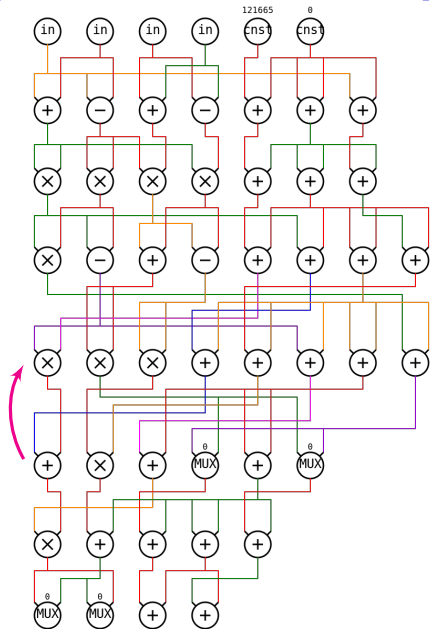 121665 0
in in in in cnst cnst
+ − + − + + +
× × × × + + +
× − + − + + + +
× × × + + + + +
0 0
+ × + MUX + MUX
× + + + +
0 0
MUX MUX + +